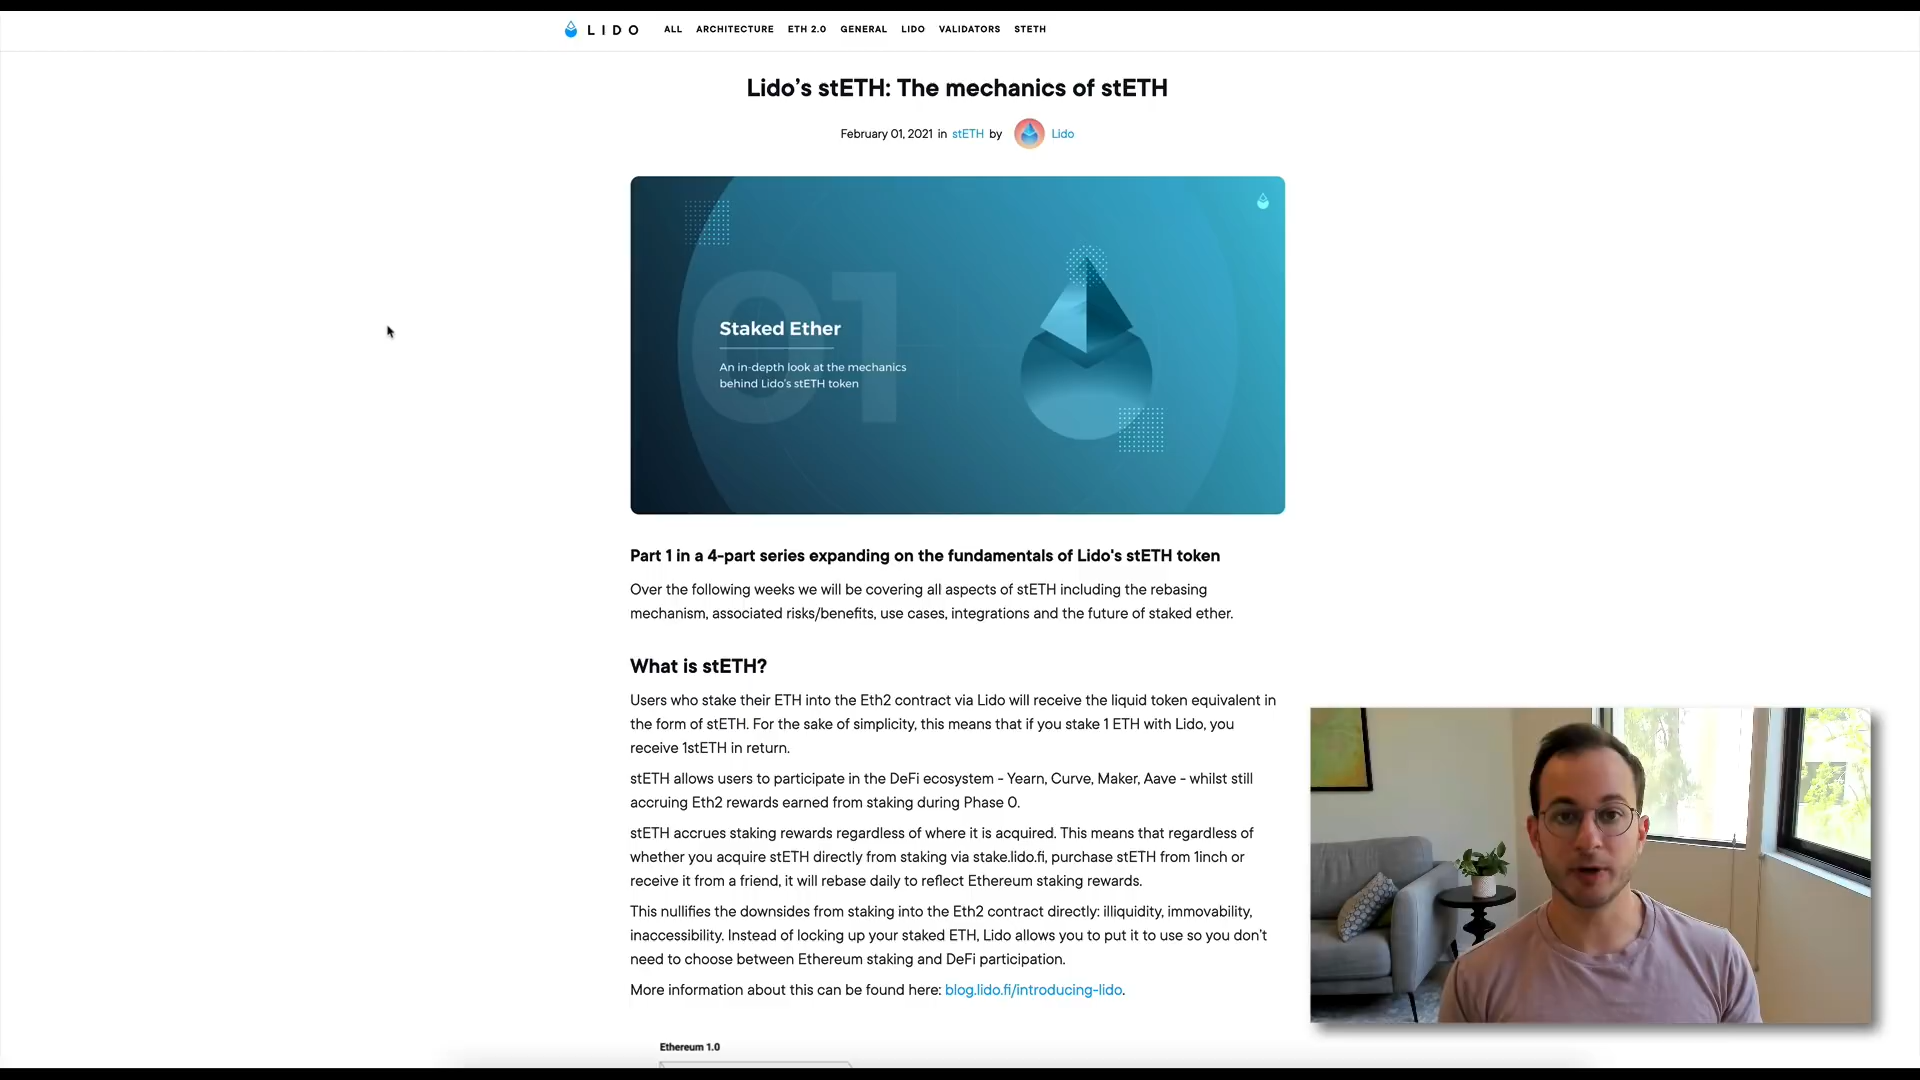 LIDO ALL ARCHITECTURE ETH 2.0 GENERAL LIDO VALIDATORS STETH
Lido’s stETH: The mechanics of stETH
February 01, 2021 in stETH by Lido
01
Staked Ether
An in-depth look at the mechanics
behind Lido’s stETH token
Part 1 in a 4-part series expanding on the fundamentals of Lido's stETH token
Over the following weeks we will be covering all aspects of stETH including the rebasing
mechanism, associated risks/benefits, use cases, integrations and the future of staked ether.
What is stETH?
Users who stake their ETH into the Eth2 contract via Lido will receive the liquid token equivalent in
the form of stETH. For the sake of simplicity, this means that if you stake 1 ETH with Lido, you
receive 1stETH in return.
stETH allows users to participate in the DeFi ecosystem - Yearn, Curve, Maker, Aave - whilst still
accruing Eth2 rewards earned from staking during Phase 0.
stETH accrues staking rewards regardless of where it is acquired. This means that regardless of
whether you acquire stETH directly from staking via stake.lido.fi, purchase stETH from 1inch or
receive it from a friend, it will rebase daily to reflect Ethereum staking rewards.
This nullifies the downsides from staking into the Eth2 contract directly: illiquidity, immovability,
inaccessibility. Instead of locking up your staked ETH, Lido allows you to put it to use so you don’t
need to choose between Ethereum staking and DeFi participation.
More information about this can be found here: blog.lido.fi/introducing-lido.
Ethereum 1.0